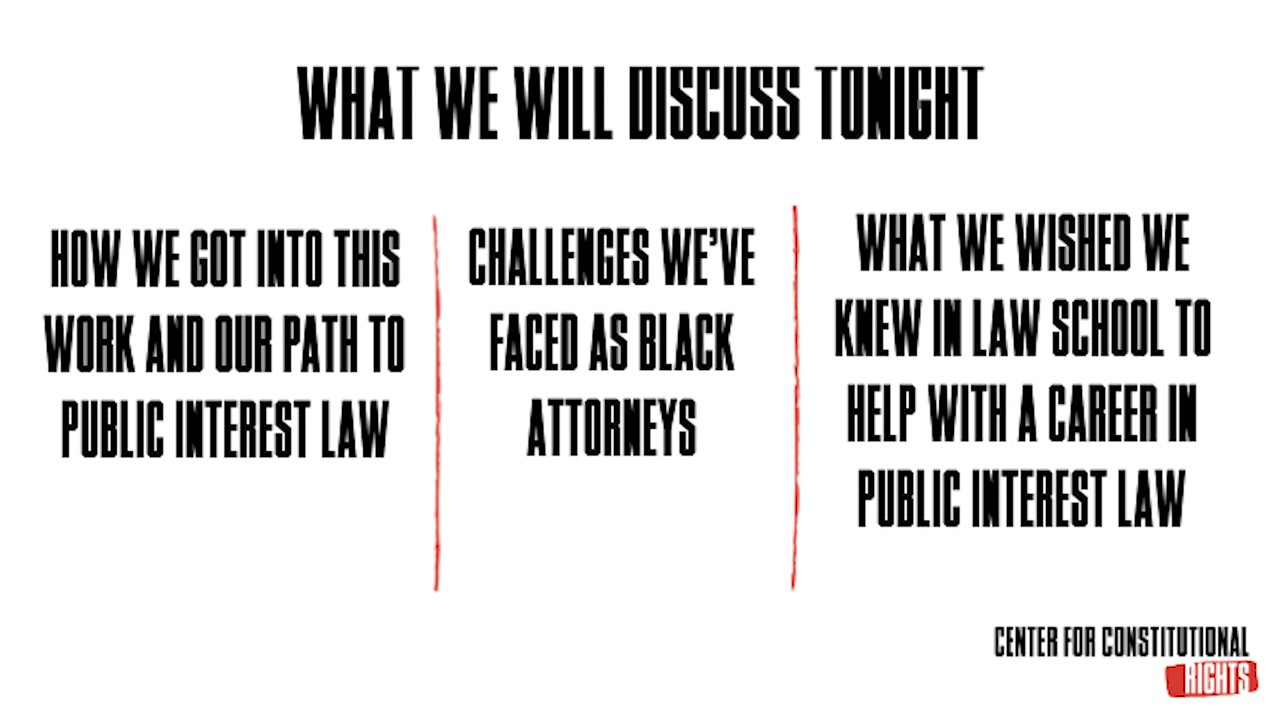 WHAT WE WILL DISCUSS TONIGHT
HOW WE GOT INTO THIS
WORK AND OUR PATH TO
PUBLIC INTEREST LAW
CHALLENGES WE'VE
FACED AS BLACK
ATTORNEYS
WHAT WE WISHED WE
KNEW IN LAW SCHOOL TO
HELP WITH A CAREER IN
PUBLIC INTEREST LAW
CENTER FOR CONSTITUTIONAL
RIGHTS